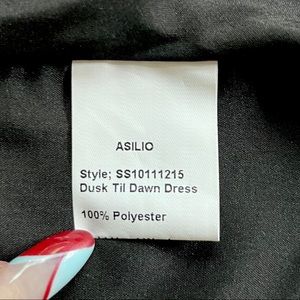 ASILIO
Style; SS10111215
Dusk Til Dawn Dress
100% Polyester